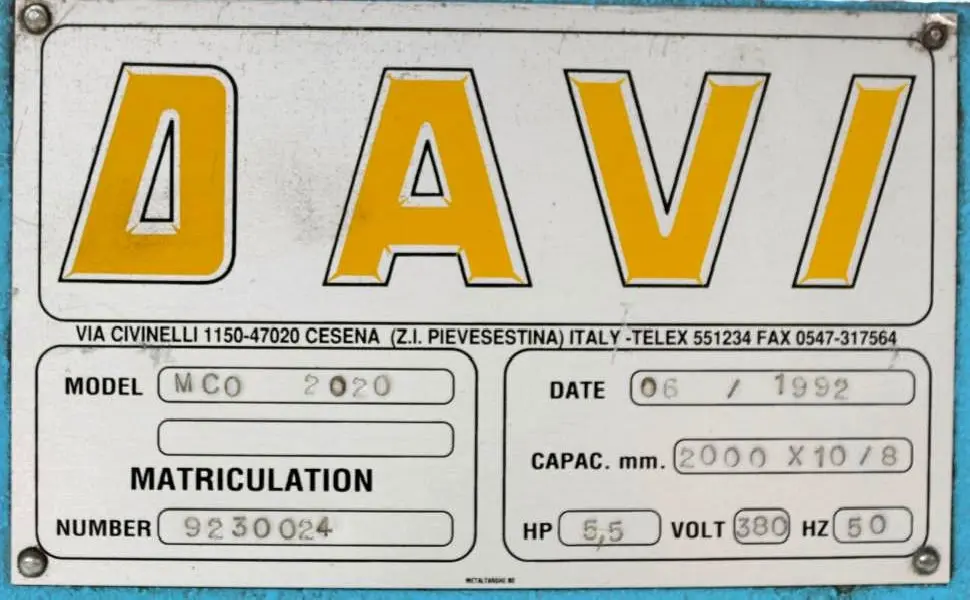 DAVI
VIA CIVINELLI 1150-47020 CESENA (Z.I. PIEVESESTINA) ITALY -TELEX 551234 FAX 0547-317564
MODEL MCO 2020
MATRICULATION
NUMBER 9230024
DATE 06 / 1992
CAPAC. mm. 2000 X 10 / 8
HP 5,5 VOLT 380 HZ 50